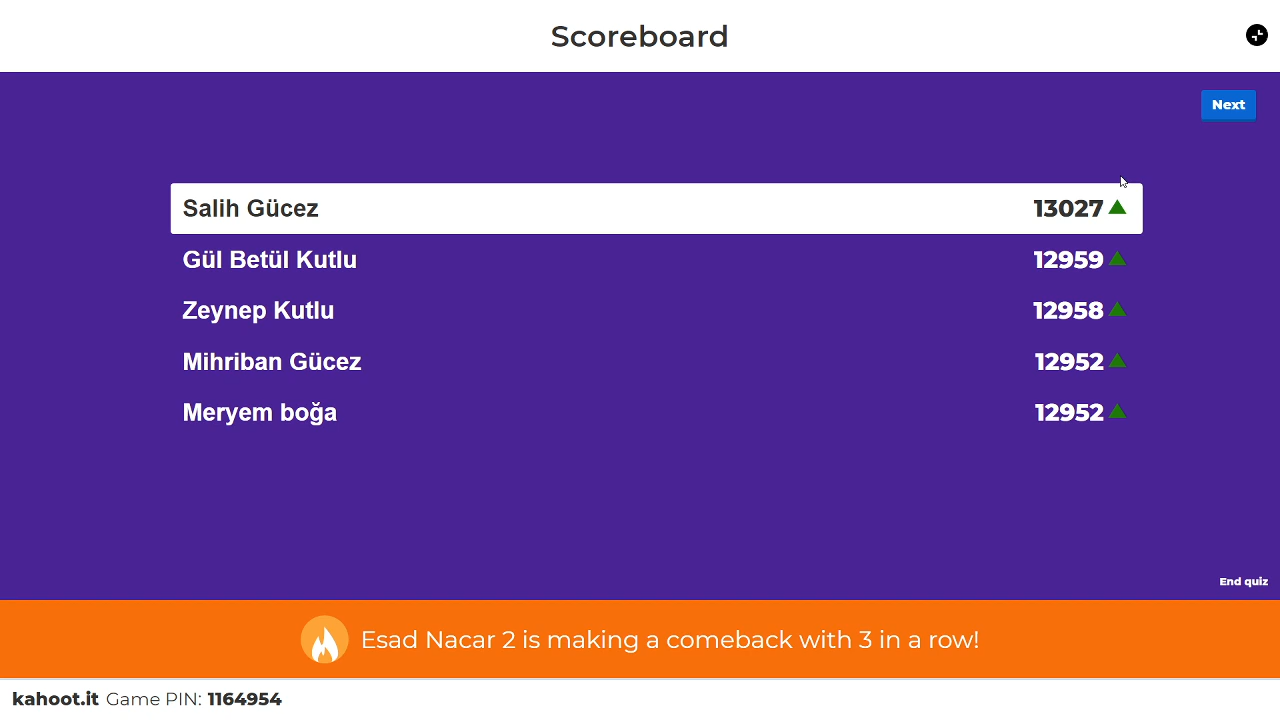 Scoreboard
Next
Salih Gücez 13027
Gül Betül Kutlu 12959
Zeynep Kutlu 12958
Mihriban Gücez 12952
Meryem boğa 12952
End quiz
Esad Nacar 2 is making a comeback with 3 in a row!
kahoot.it Game PIN: 1164954